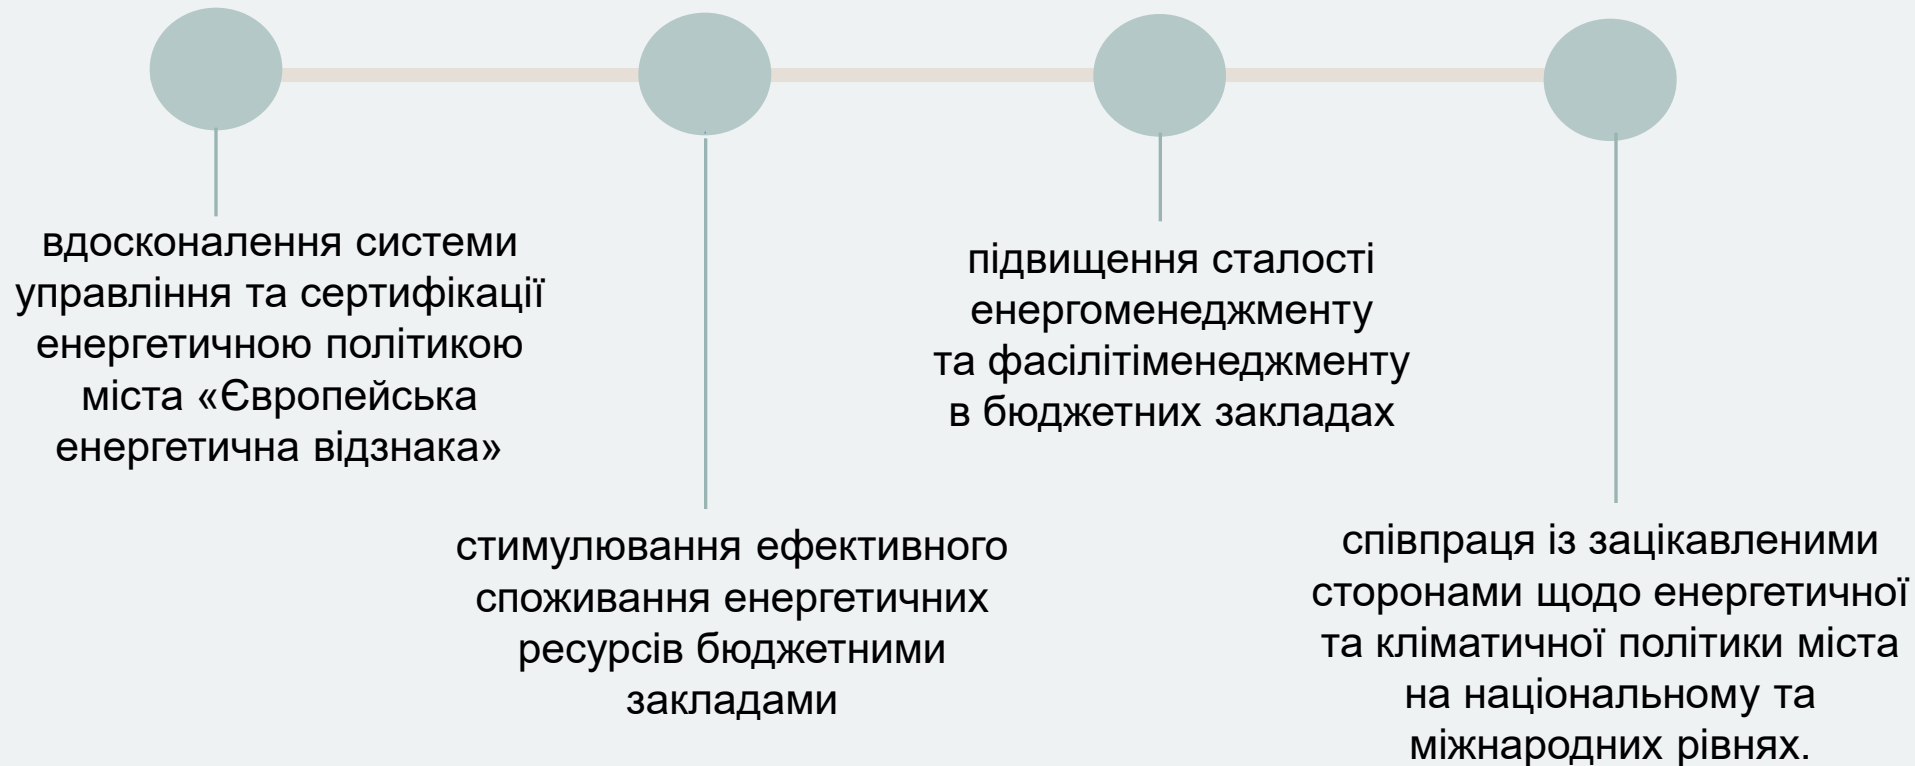 вдосконалення системи
управління та сертифікації
енергетичною політикою
міста «Європейська
енергетична відзнака»
стимулювання ефективного
споживання енергетичних
ресурсів бюджетними
закладами
підвищення сталості
енергоменеджменту
та фасілітіменеджменту
в бюджетних закладах
співпраця із зацікавленими
сторонами щодо енергетичної
та кліматичної політики міста
на національному та
міжнародних рівнях.